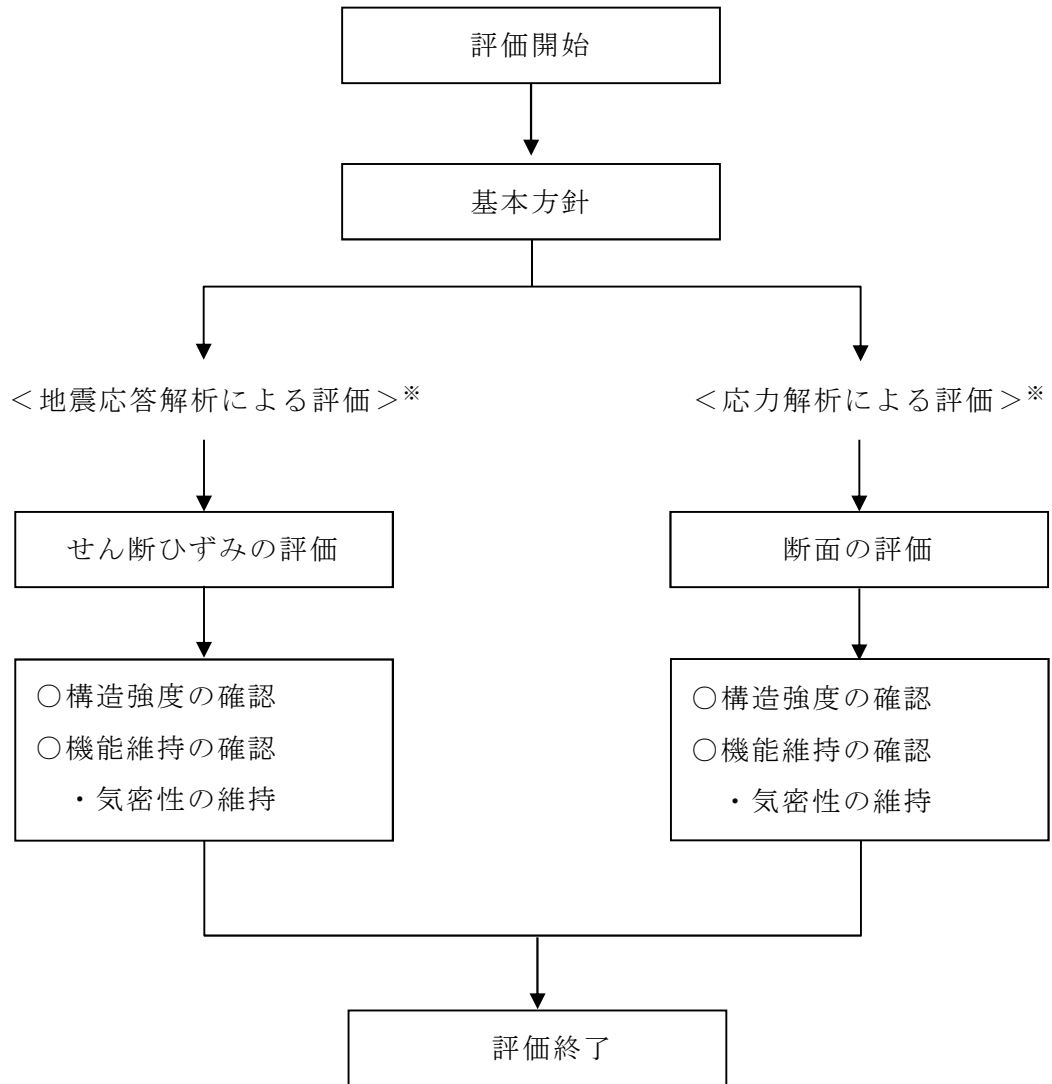 評価開始
基本方針
＜地震応答解析による評価＞※
＜応力解析による評価＞※
せん断ひずみの評価
断面の評価
○構造強度の確認
○機能維持の確認
・気密性の維持
○構造強度の確認
○機能維持の確認
・気密性の維持
評価終了